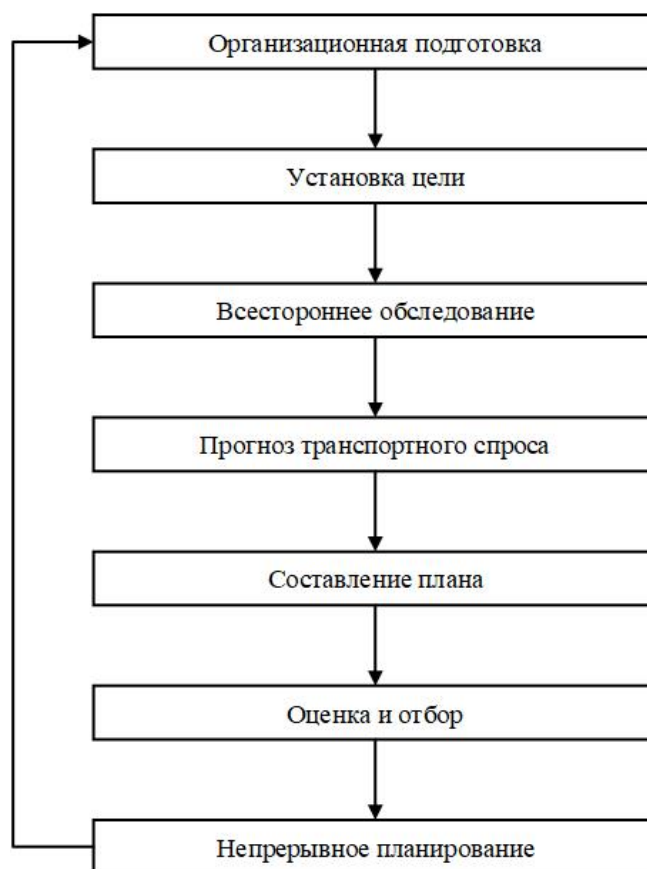 Организационная подготовка
Установка цели
Всестороннее обследование
Прогноз транспортного спроса
Составление плана
Оценка и отбор
Непрерывное планирование